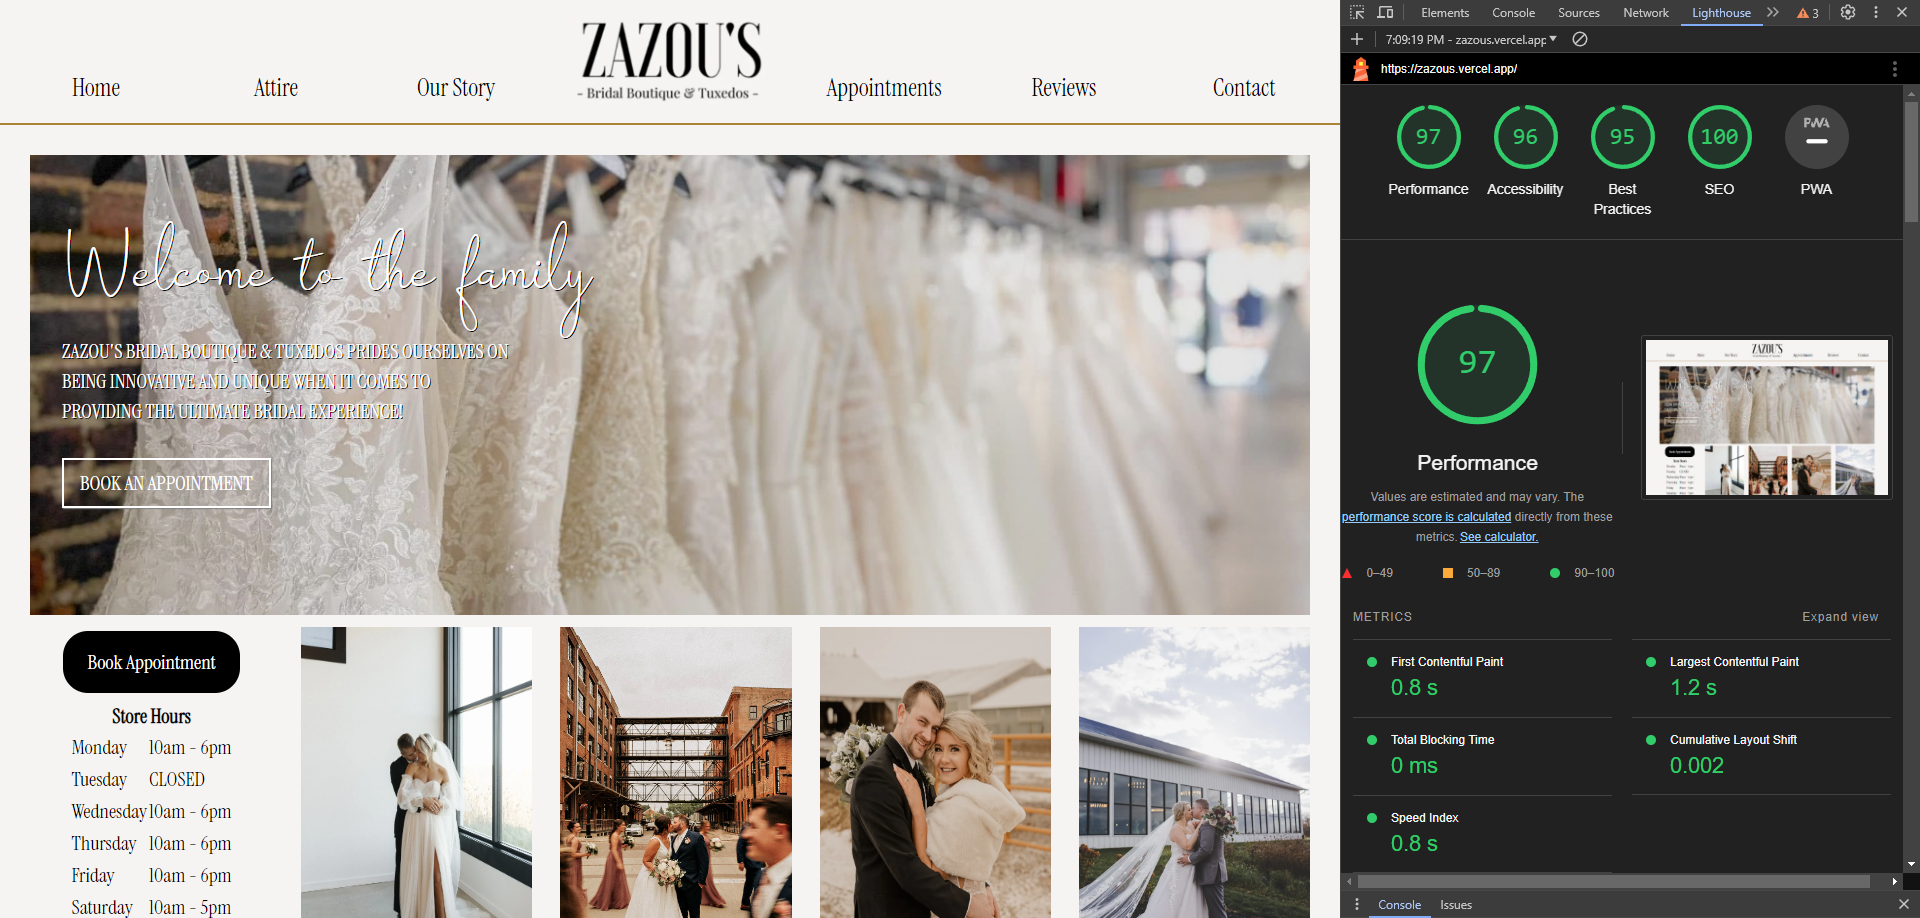 ZAZOU'S
- Bridal Boutique & Tuxedos -
Home
Attire
Our Story
Appointments
Reviews
Contact
Welcome to the family
ZAZOU'S BRIDAL BOUTIQUE & TUXEDOS PRIDES OURSELVES ON
BEING INNOVATIVE AND UNIQUE WHEN IT COMES TO
PROVIDING THE ULTIMATE BRIDAL EXPERIENCE!
BOOK AN APPOINTMENT
Book Appointment
Store Hours
Monday 10am - 6pm
Tuesday CLOSED
Wednesday 10am - 6pm
Thursday 10am - 6pm
Friday 10am - 6pm
Saturday 10am - 5pm
Elements Console Sources Network Lighthouse 3
7:09:19 PM - zazous.vercel.app
https://zazous.vercel.app/
97
Performance
96
Accessibility
95
Best
Practices
100
SEO
PWA
PWA
97
Performance
Values are estimated and may vary. The
performance score is calculated directly from these
metrics. See calculator.
0–49
50–89
90–100
ZAZOU'S
METRICS
Expand view
First Contentful Paint
0.8 s
Largest Contentful Paint
1.2 s
Total Blocking Time
0 ms
Cumulative Layout Shift
0.002
Speed Index
0.8 s
Console Issues